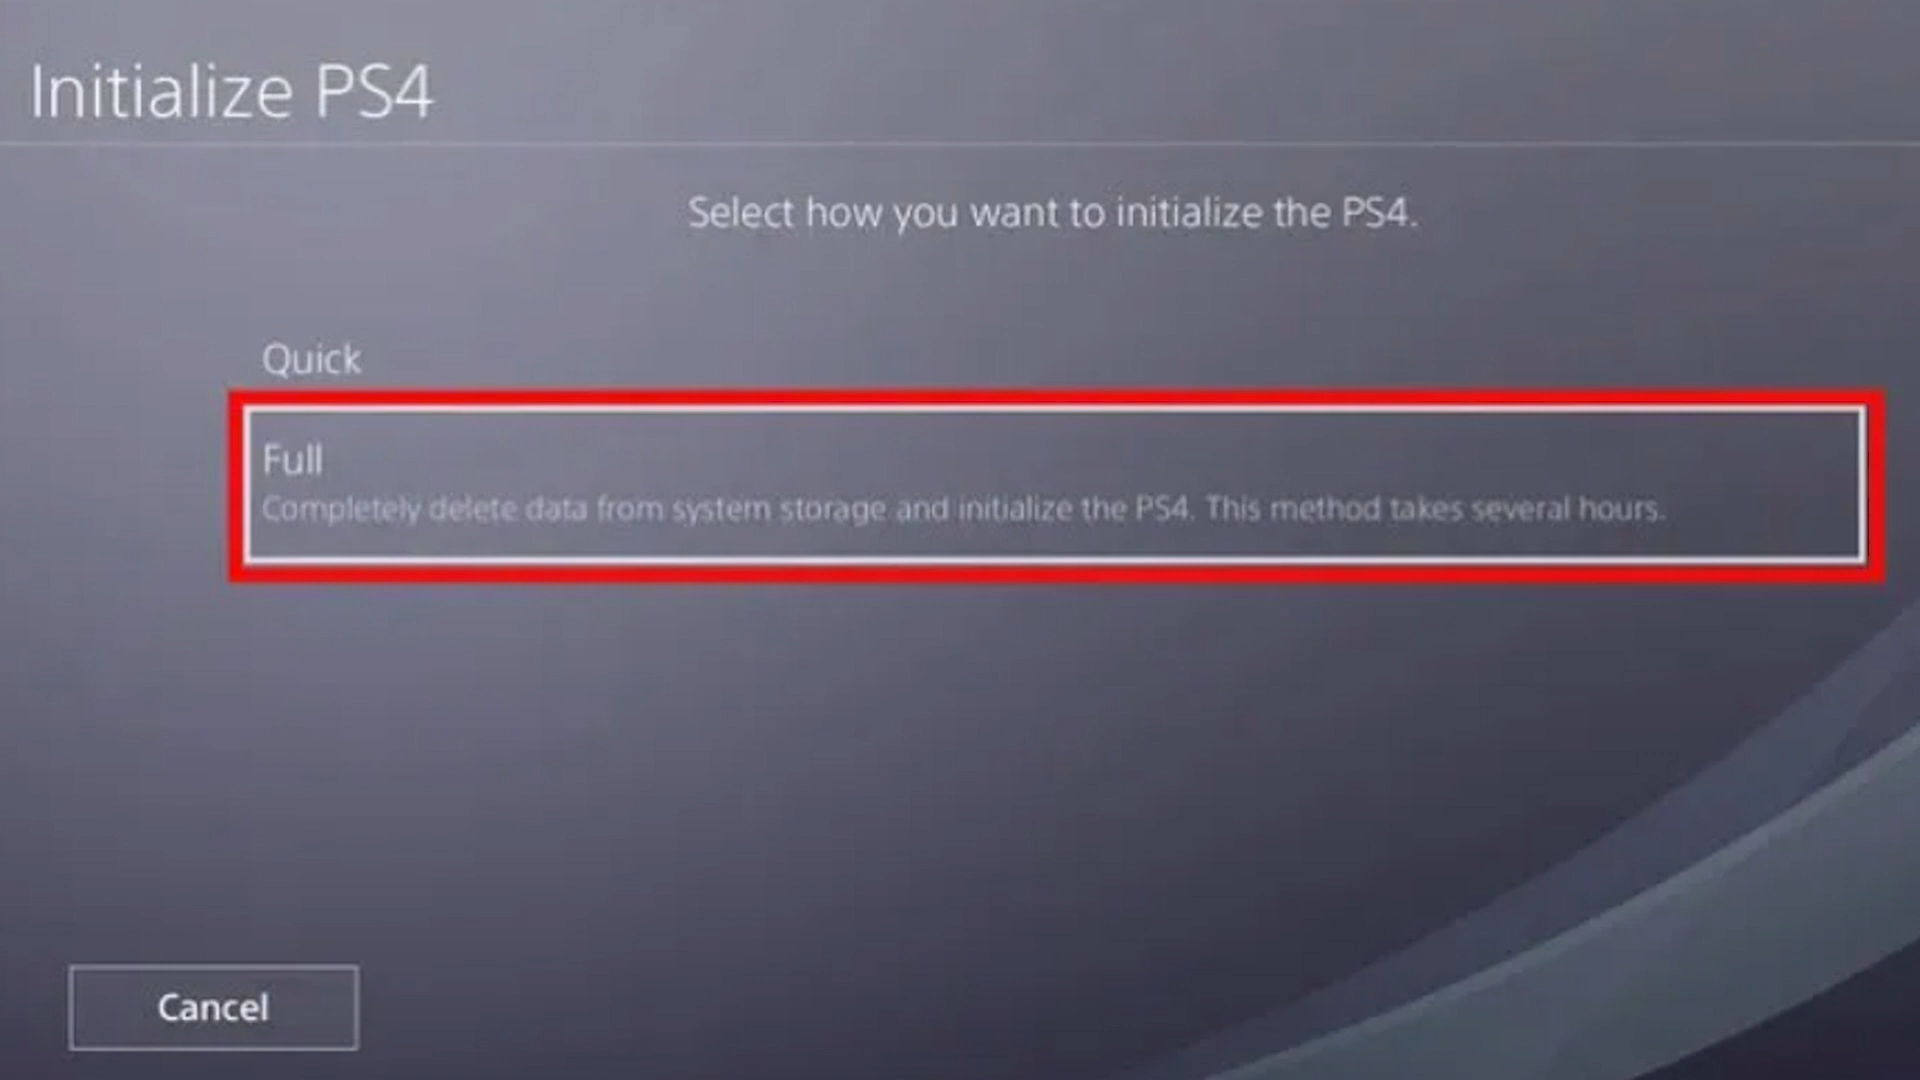 Initialize PS4
Select how you want to initialize the PS4.
Quick
Full
Completely delete data from system storage and initialize the PS4. This method takes several hours.
Cancel